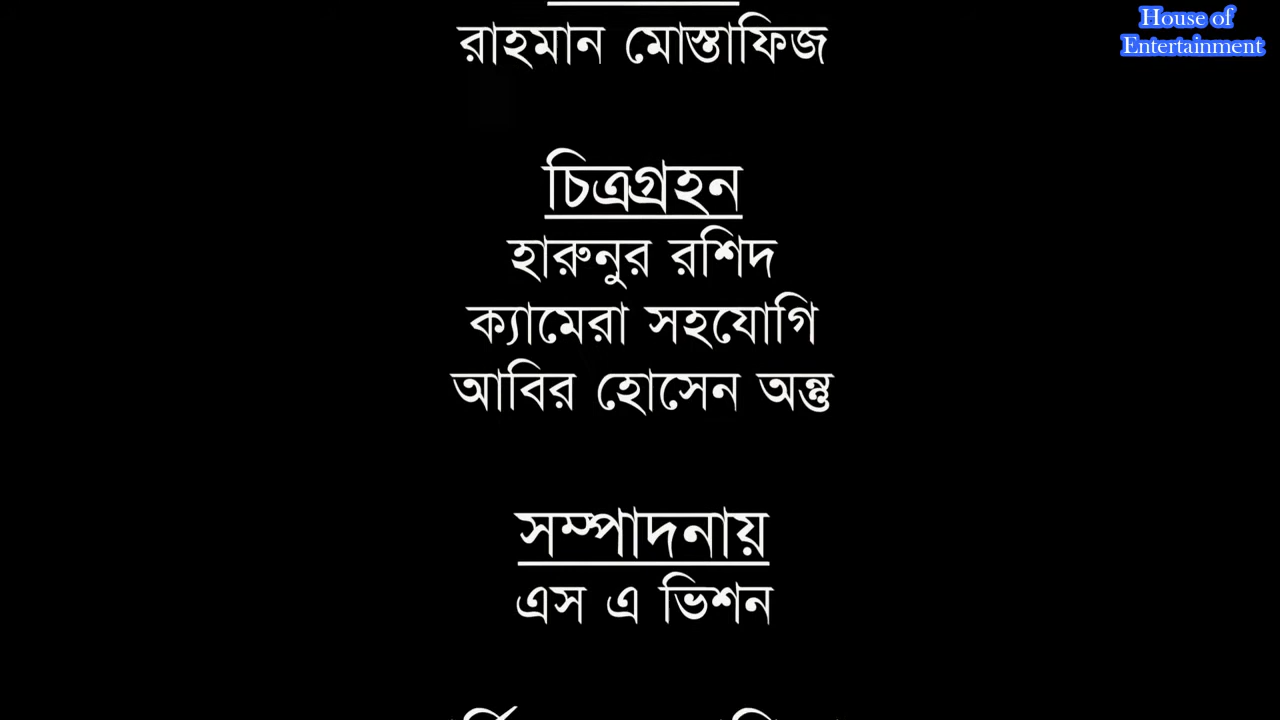 House of
Entertainment
রাহমান মোস্তাফিজ
চিত্রগ্রহন
হারুনুর রশিদ
ক্যামেরা সহযোগি
আবির হোসেন অন্তু
সম্পাদনায়
এস এ ভিশন